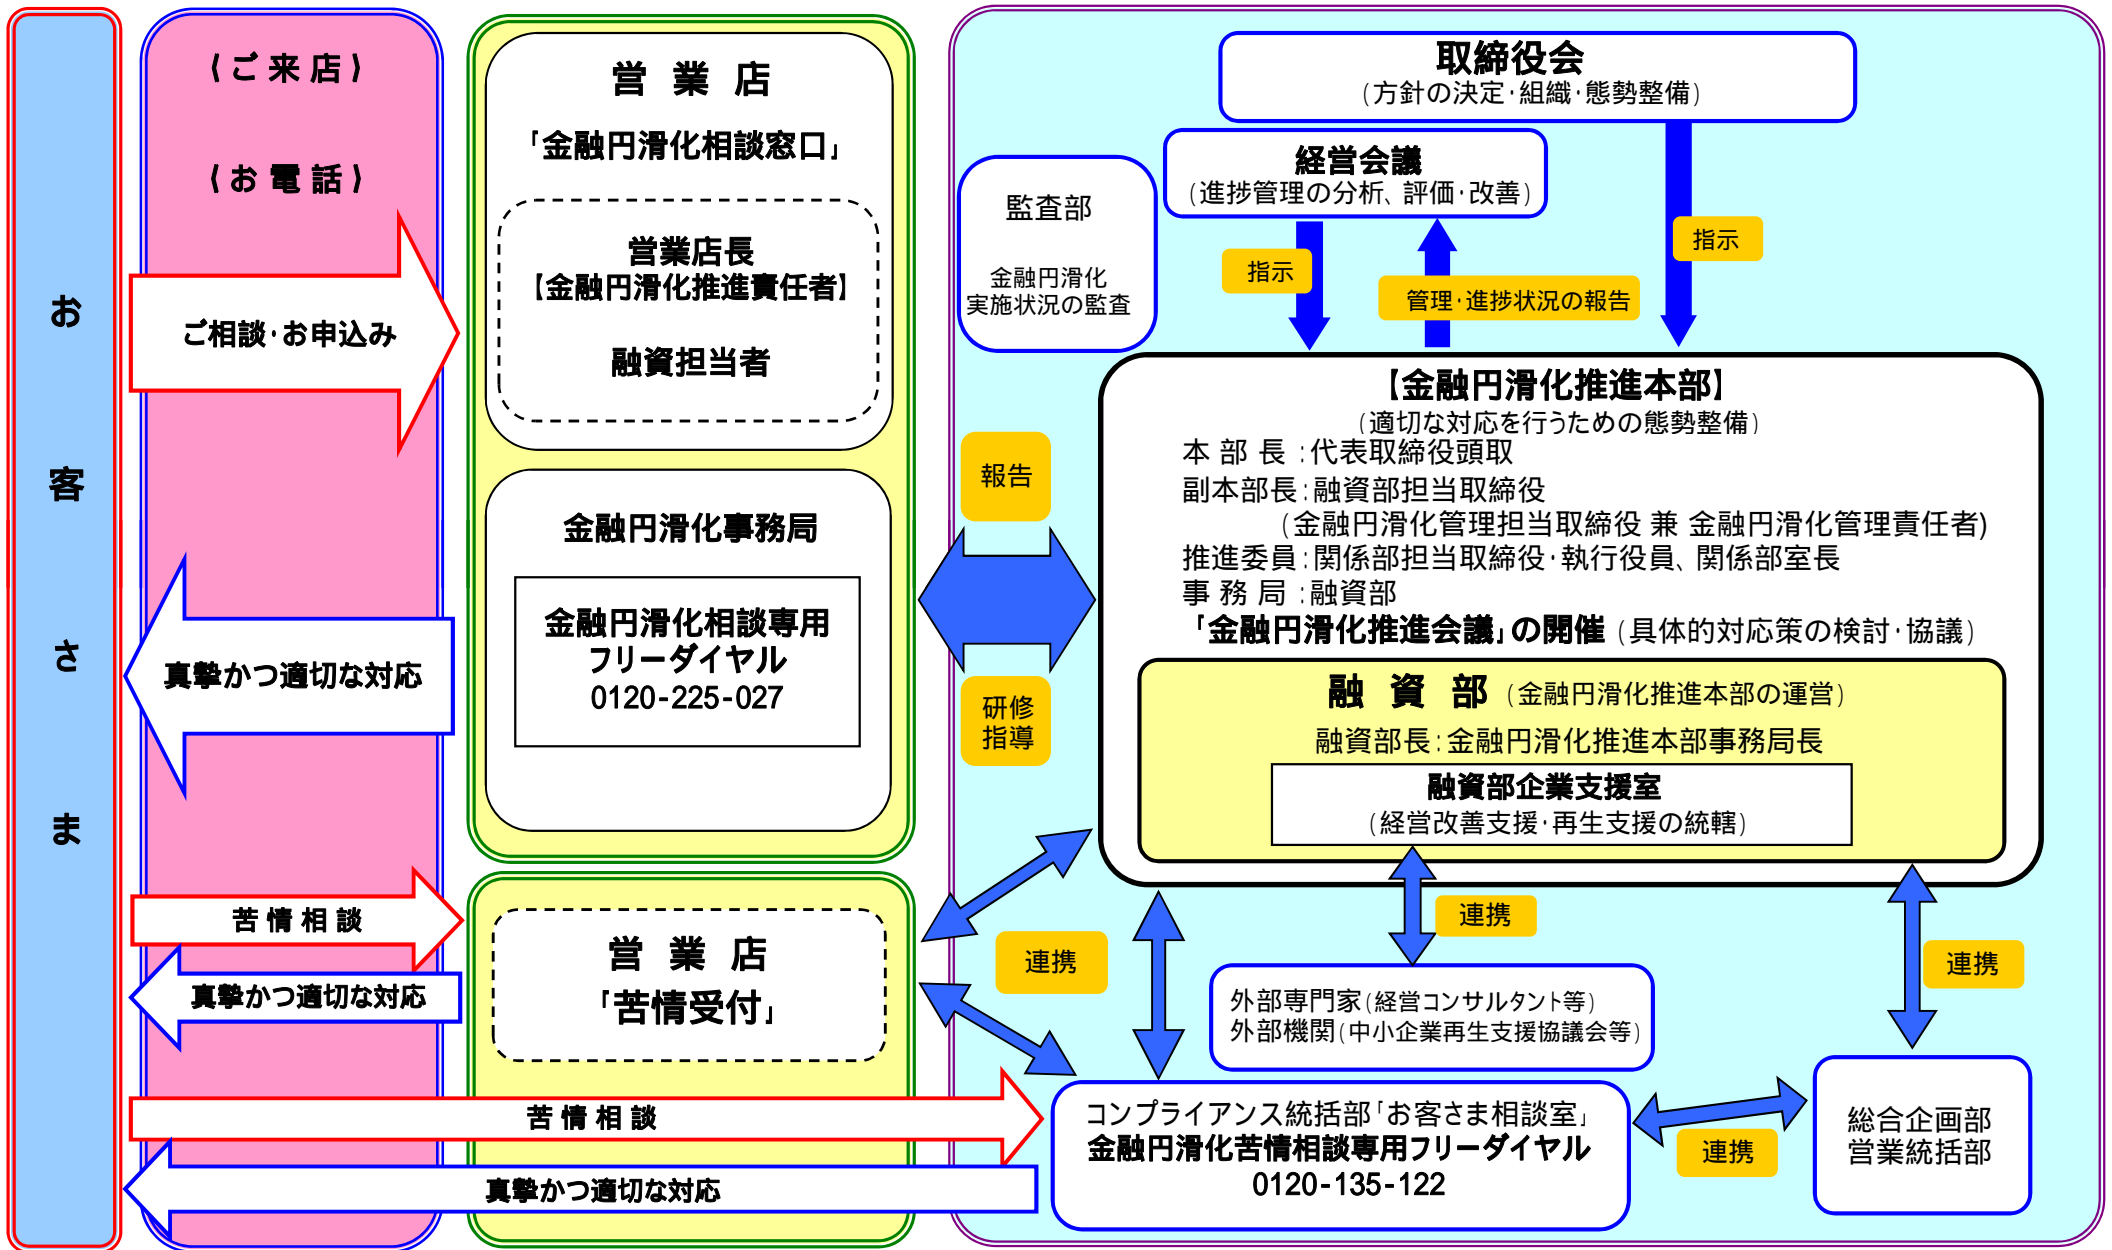 お
客
さ
ま
(ご来店)
(お電話)
ご相談・お申込み
真摯かつ適切な対応
苦情相談
真摯かつ適切な対応
苦情相談
真摯かつ適切な対応
営業店
「金融円滑化相談窓口」
営業店長
【金融円滑化推進責任者】
融資担当者
金融円滑化事務局
金融円滑化相談専用
フリーダイヤル
0120-225-027
営業店
「苦情受付」
取締役会
(方針の決定・組織・態勢整備)
経営会議
(進捗管理の分析、評価・改善)
監査部
金融円滑化
実施状況の監査
指示
管理・進捗状況の報告
指示
報告
研修
指導
【金融円滑化推進本部】
(適切な対応を行うための態勢整備)
本部長:代表取締役頭取
副本部長:融資部担当取締役
(金融円滑化管理担当取締役 兼 金融円滑化管理責任者)
推進委員:関係部担当取締役・執行役員、関係部室長
事務局:融資部
「金融円滑化推進会議」の開催(具体的対応策の検討・協議)
融資部(金融円滑化推進本部の運営)
融資部長:金融円滑化推進本部事務局長
融資部企業支援室
(経営改善支援・再生支援の統轄)
連携
連携
連携
外部専門家(経営コンサルタント等)
外部機関(中小企業再生支援協議会等)
コンプライアンス統括部「お客さま相談室」
金融円滑化苦情相談専用フリーダイヤル
0120-135-122
連携
総合企画部
営業統括部